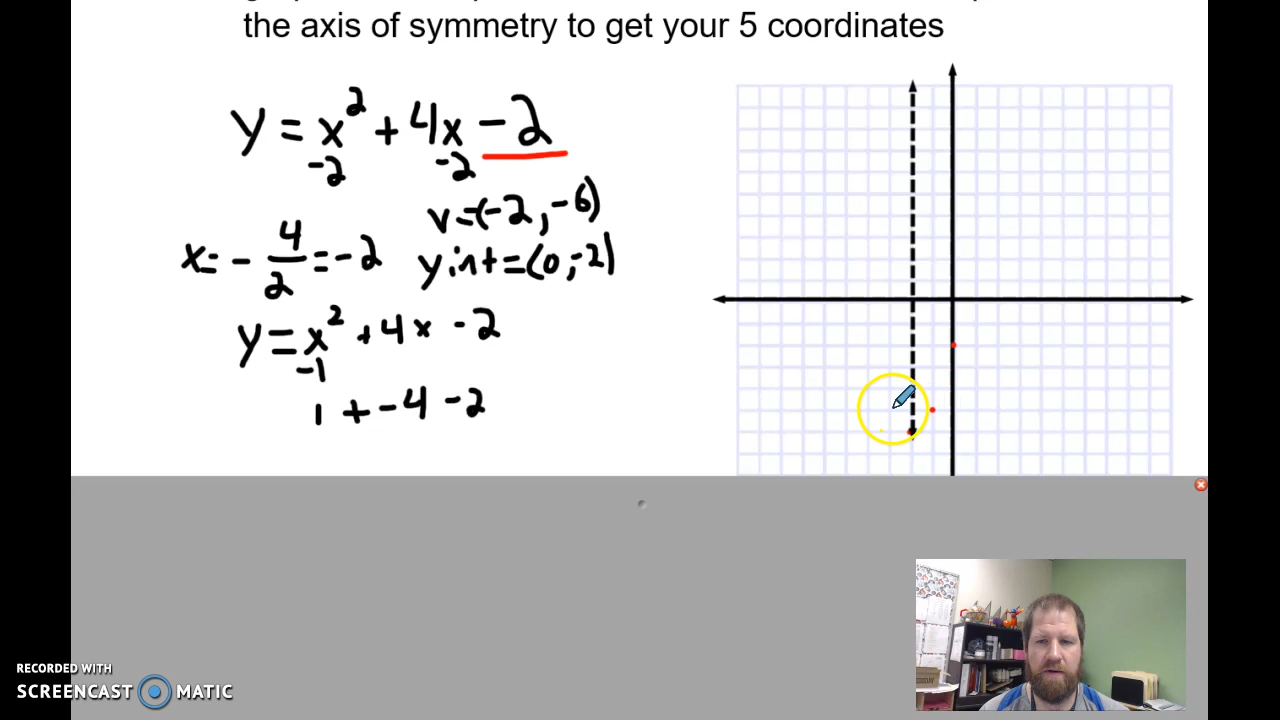 the axis of symmetry to get your 5 coordinates
y = x² + 4x - 2
-2 -2
v=(-2, -6)
x= - 4/2 = -2
y int = (0, -2)
y = x² + 4x - 2
-1
1 + -4 - 2
RECORDED WITH
SCREENCAST MATIC